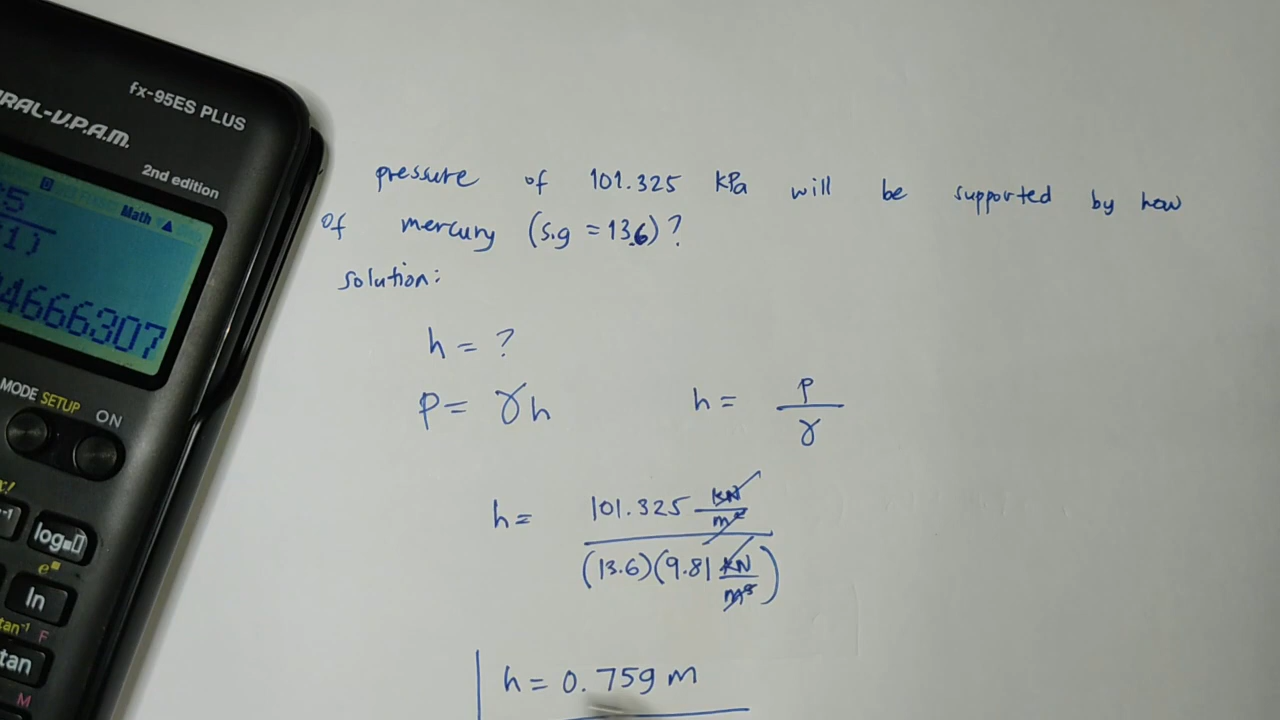 fx-95ES PLUS
RAL-V.P.A.M.
2nd edition
Math ▲
4666307
MODE SETUP ON
log
ln
tan⁻¹ F
tan
M
pressure of 101.325 kPa will be supported by how
of mercury (s.g = 13.6)?
solution:
h = ?
P = γh
h = P/γ
h = 101.325 kN/m² / (13.6)(9.81 kN/m³)
h = 0.759 m